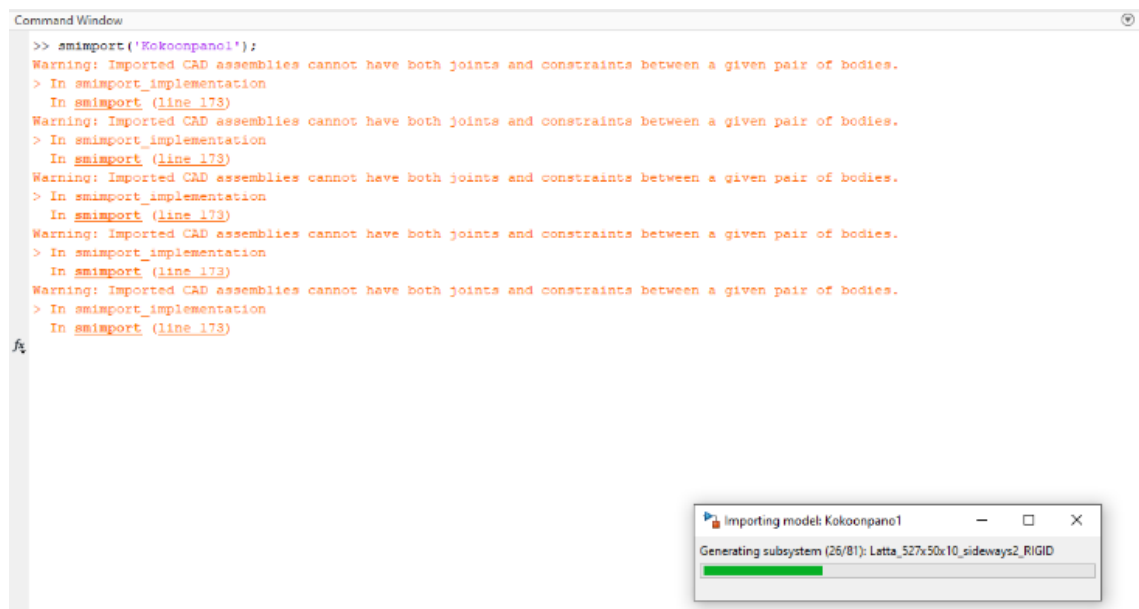 Command Window
>> smimport('Kokoonpano1');
Warning: Imported CAD assemblies cannot have both joints and constraints between a given pair of bodies.
> In smimport_implementation
In smimport (line 173)
Warning: Imported CAD assemblies cannot have both joints and constraints between a given pair of bodies.
> In smimport_implementation
In smimport (line 173)
Warning: Imported CAD assemblies cannot have both joints and constraints between a given pair of bodies.
> In smimport_implementation
In smimport (line 173)
Warning: Imported CAD assemblies cannot have both joints and constraints between a given pair of bodies.
> In smimport_implementation
In smimport (line 173)
Warning: Imported CAD assemblies cannot have both joints and constraints between a given pair of bodies.
> In smimport_implementation
In smimport (line 173)
fx
Importing model: Kokoonpano1
Generating subsystem (26/81): Latta_527x50x10_sideways2_RIGID